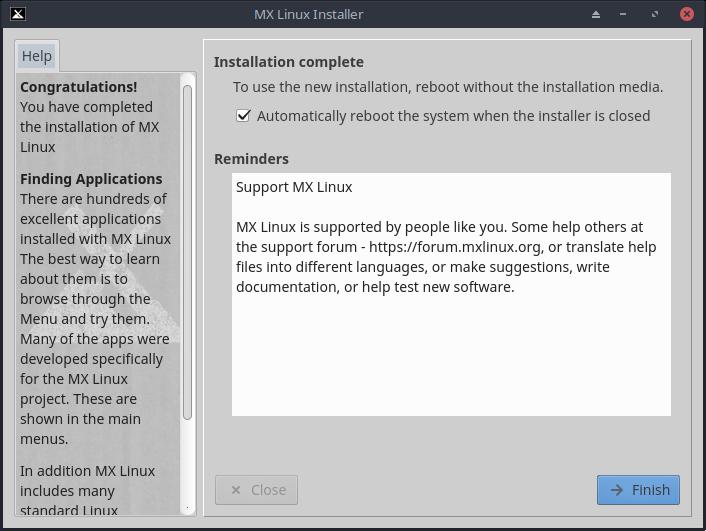 MX Linux Installer
Help
Congratulations!
You have completed
the installation of MX
Linux
Finding Applications
There are hundreds of
excellent applications
installed with MX Linux
The best way to learn
about them is to
browse through the
Menu and try them.
Many of the apps were
developed specifically
for the MX Linux
project. These are
shown in the main
menus.
In addition MX Linux
includes many
standard Linux
Installation complete
To use the new installation, reboot without the installation media.
Automatically reboot the system when the installer is closed
Reminders
Support MX Linux
MX Linux is supported by people like you. Some help others at
the support forum - https://forum.mxlinux.org, or translate help
files into different languages, or make suggestions, write
documentation, or help test new software.
Close
Finish